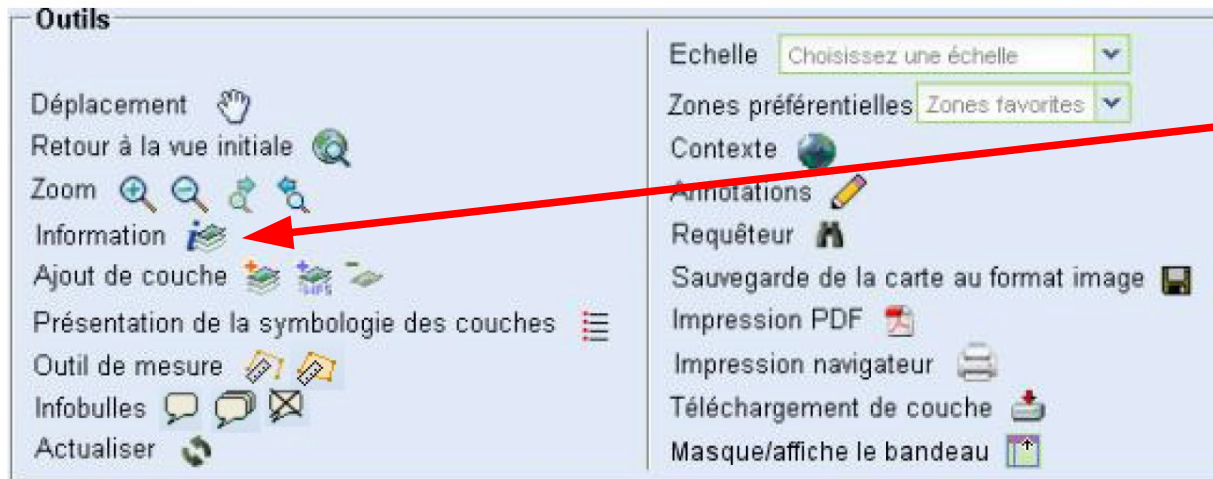 Outils
Déplacement
Retour à la vue initiale
Zoom
Information
Ajout de couche
Présentation de la symbologie des couches
Outil de mesure
Infobulles
Actualiser
Echelle Choisissez une échelle
Zones préférentielles Zones favorites
Contexte
Annotations
Requêteur
Sauvegarde de la carte au format image
Impression PDF
Impression navigateur
Téléchargement de couche
Masque/affiche le bandeau